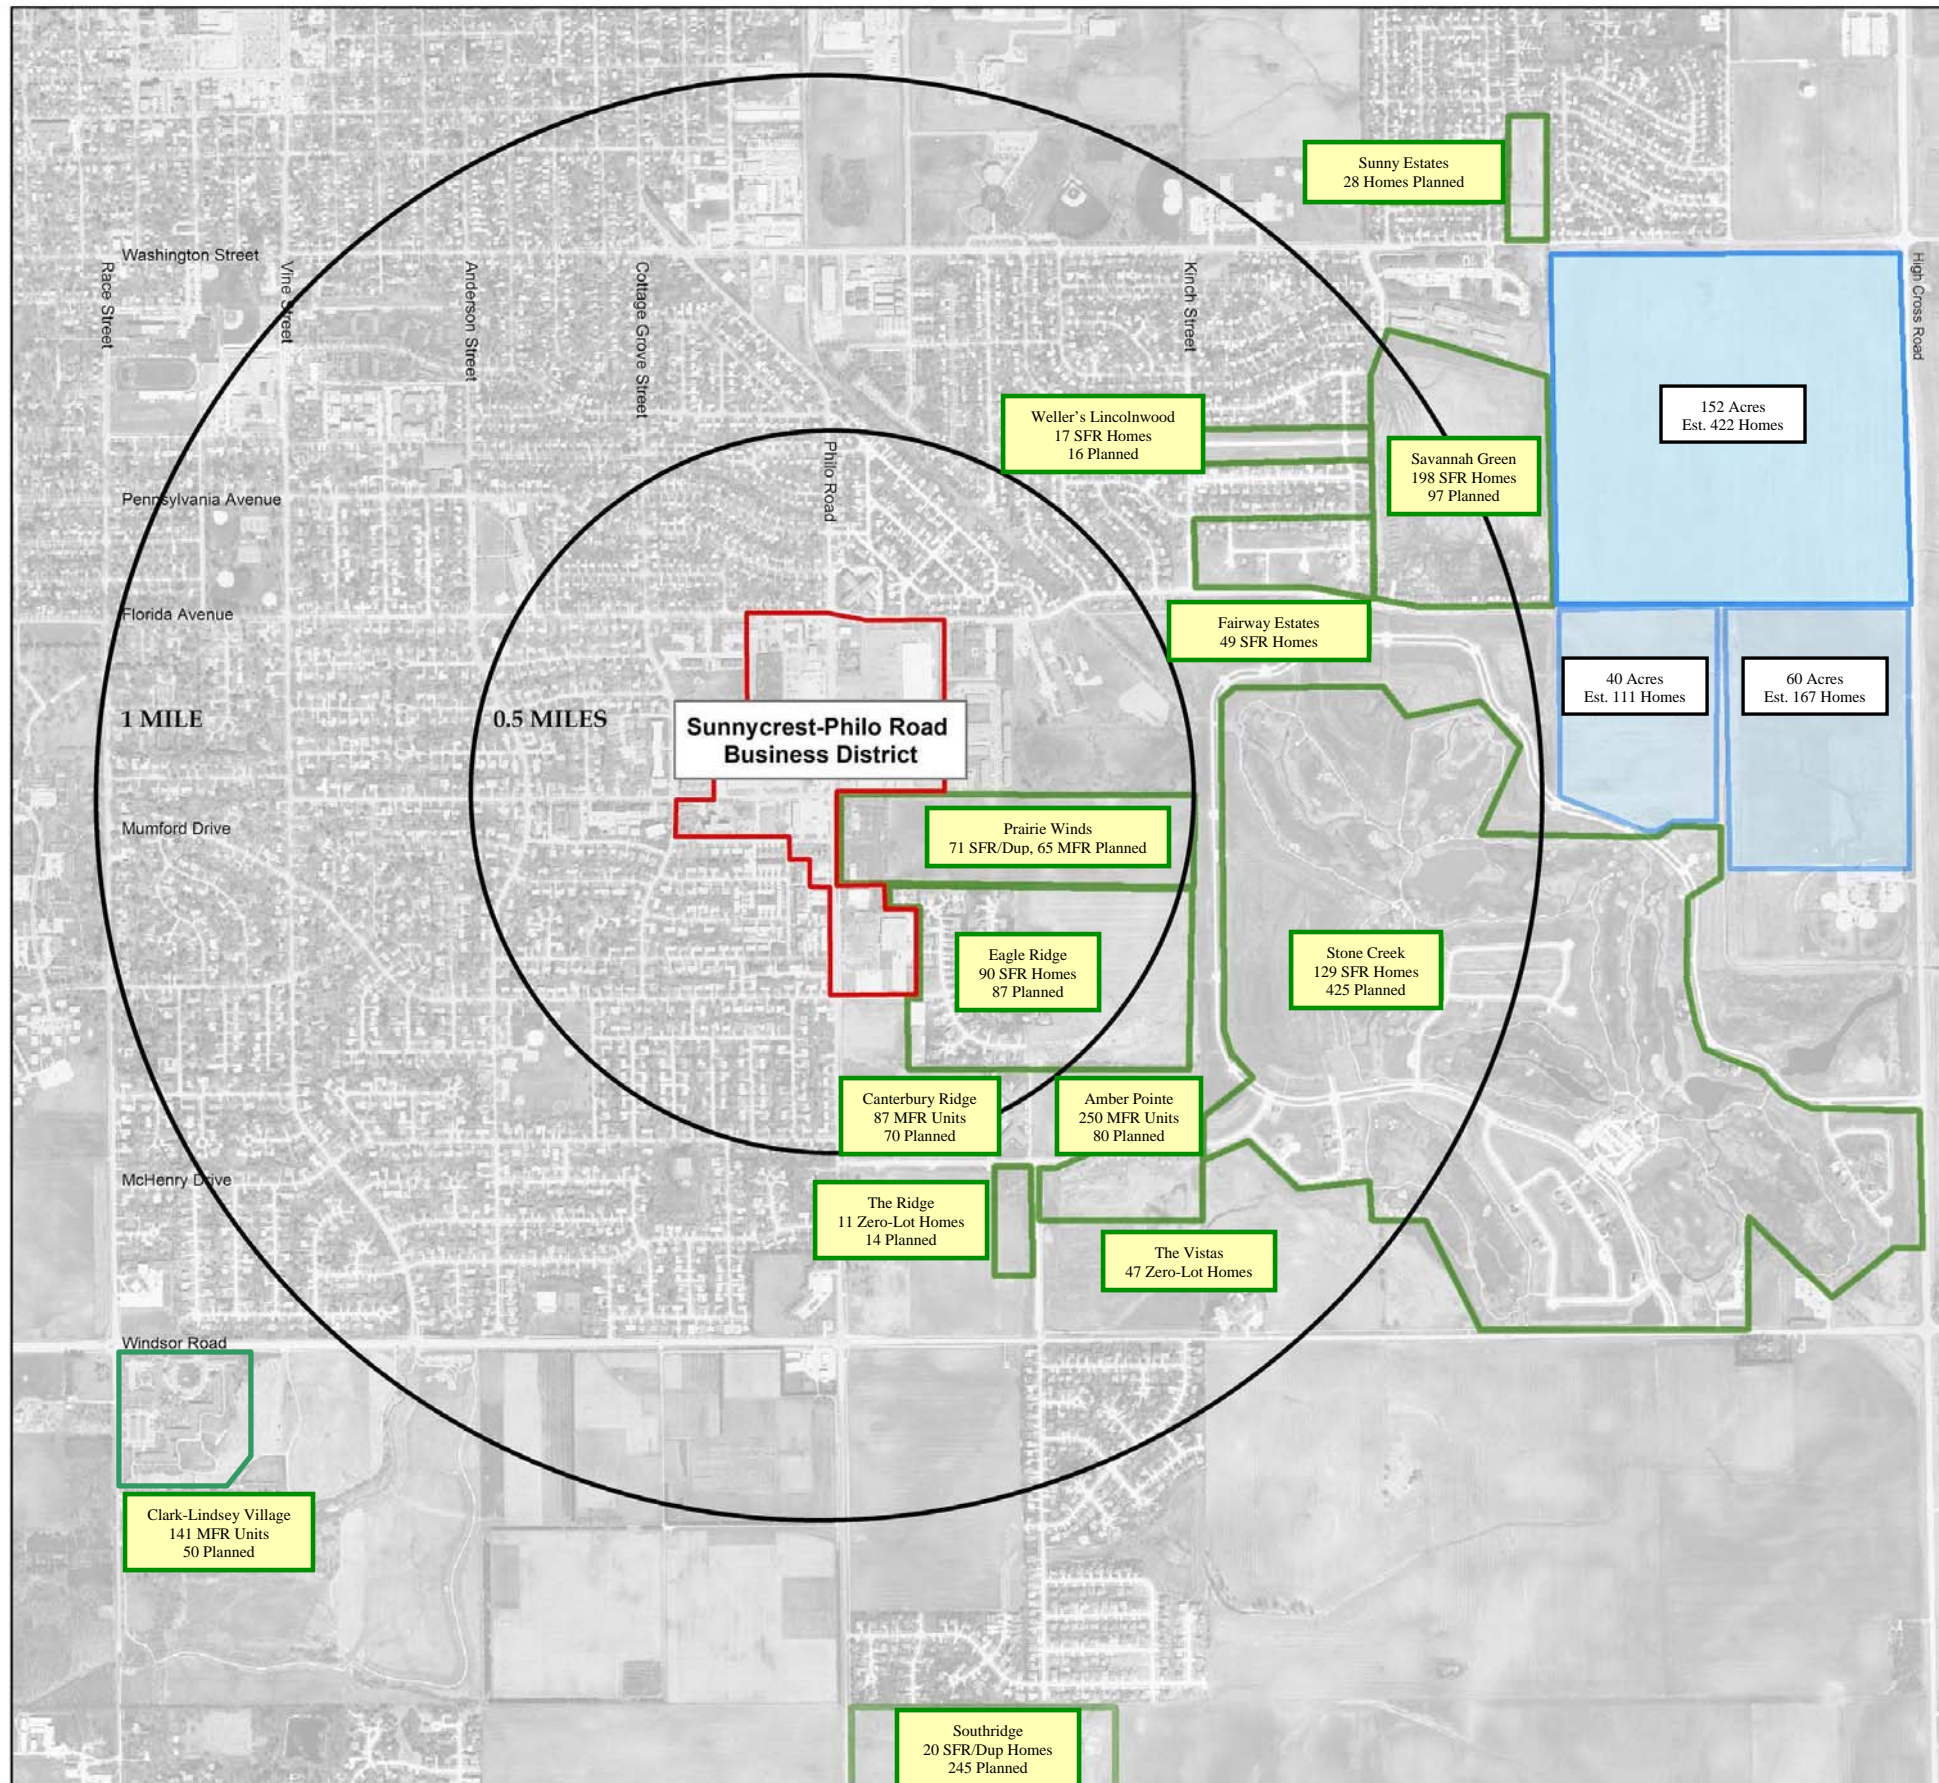 Sunny Estates
28 Homes Planned
Washington Street
Race Street
Vine Street
Anderson Street
Cottage Grove Street
Kinch Street
High Cross Road
152 Acres
Est. 422 Homes
Weller's Lincolnwood
17 SFR Homes
16 Planned
Philo Road
Savannah Green
198 SFR Homes
97 Planned
Pennsylvania Avenue
Florida Avenue
Fairway Estates
49 SFR Homes
40 Acres
Est. 111 Homes
60 Acres
Est. 167 Homes
1 MILE
0.5 MILES
Sunnycrest-Philo Road
Business District
Mumford Drive
Prairie Winds
71 SFR/Dup, 65 MFR Planned
Eagle Ridge
90 SFR Homes
87 Planned
Stone Creek
129 SFR Homes
425 Planned
Canterbury Ridge
87 MFR Units
70 Planned
Amber Pointe
250 MFR Units
80 Planned
McHenry Drive
The Ridge
11 Zero-Lot Homes
14 Planned
The Vistas
47 Zero-Lot Homes
Windsor Road
Clark-Lindsey Village
141 MFR Units
50 Planned
Southridge
20 SFR/Dup Homes
245 Planned